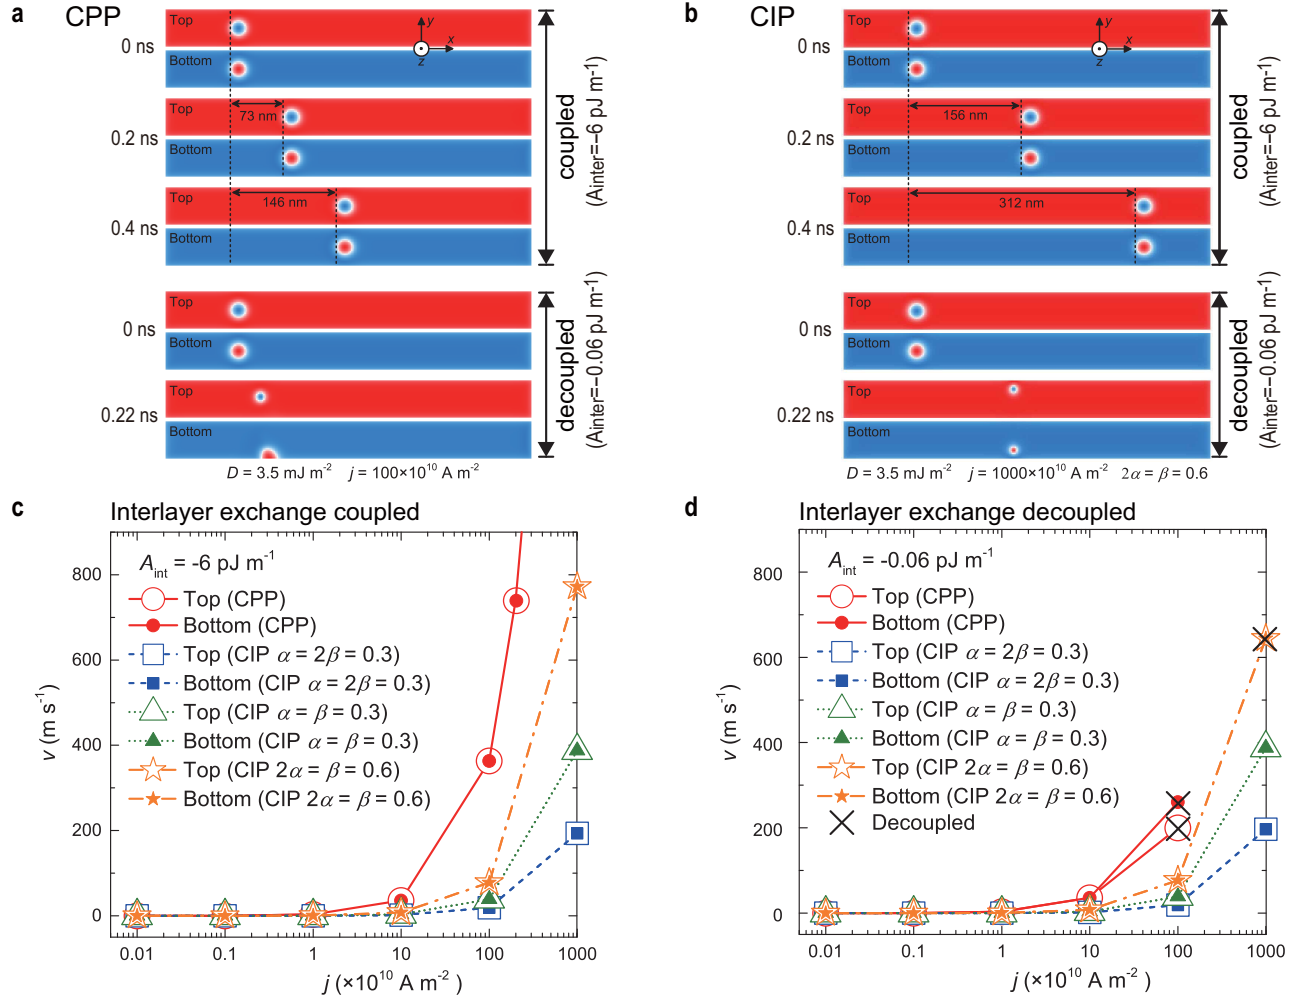 a CPP
Top
0 ns
Bottom
y
x
z
Top
73 nm
0.2 ns
Bottom
Top
146 nm
0.4 ns
Bottom
coupled
(Ainter=−6 pJ m⁻¹)
Top
0 ns
Bottom
Top
0.22 ns
Bottom
decoupled
(Ainter=−0.06 pJ m⁻¹)
D = 3.5 mJ m⁻² j = 100×10¹⁰ A m⁻²
b CIP
Top
0 ns
Bottom
y
x
z
Top
156 nm
0.2 ns
Bottom
Top
312 nm
0.4 ns
Bottom
coupled
(Ainter=−6 pJ m⁻¹)
Top
0 ns
Bottom
Top
0.22 ns
Bottom
decoupled
(Ainter=−0.06 pJ m⁻¹)
D = 3.5 mJ m⁻² j = 1000×10¹⁰ A m⁻² 2α = β = 0.6
c Interlayer exchange coupled
A_int = -6 pJ m⁻¹
Top (CPP)
Bottom (CPP)
Top (CIP α = 2β = 0.3)
Bottom (CIP α = 2β = 0.3)
Top (CIP α = β = 0.3)
Bottom (CIP α = β = 0.3)
Top (CIP 2α = β = 0.6)
Bottom (CIP 2α = β = 0.6)
800
600
400
200
0
v (m s⁻¹)
0.01 0.1 1 10 100 1000
j (×10¹⁰ A m⁻²)
d Interlayer exchange decoupled
A_int = -0.06 pJ m⁻¹
Top (CPP)
Bottom (CPP)
Top (CIP α = 2β = 0.3)
Bottom (CIP α = 2β = 0.3)
Top (CIP α = β = 0.3)
Bottom (CIP α = β = 0.3)
Top (CIP 2α = β = 0.6)
Bottom (CIP 2α = β = 0.6)
Decoupled
800
600
400
200
0
v (m s⁻¹)
0.01 0.1 1 10 100 1000
j (×10¹⁰ A m⁻²)